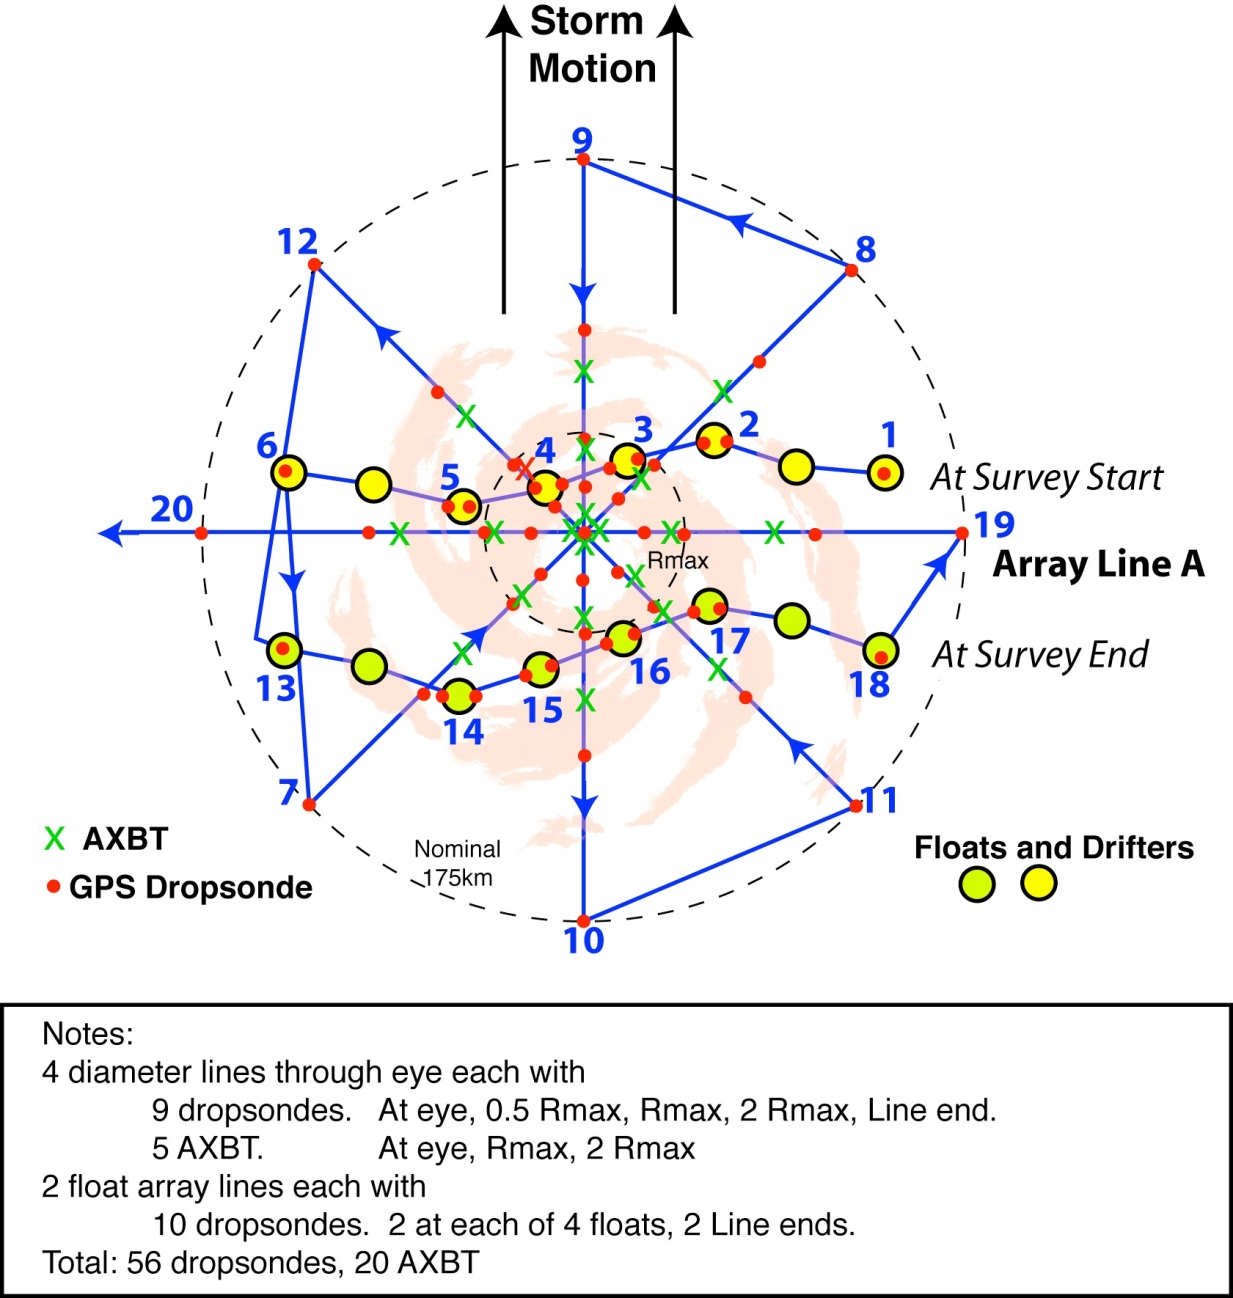 Storm
Motion
9
12
8
6
5
4
3
2
1
At Survey Start
20
19
Rmax
Array Line A
17
At Survey End
16
18
13
15
14
7
11
X AXBT
Nominal
175km
Floats and Drifters
GPS Dropsonde
10
Notes:
4 diameter lines through eye each with
9 dropsondes. At eye, 0.5 Rmax, Rmax, 2 Rmax, Line end.
5 AXBT. At eye, Rmax, 2 Rmax
2 float array lines each with
10 dropsondes. 2 at each of 4 floats, 2 Line ends.
Total: 56 dropsondes, 20 AXBT